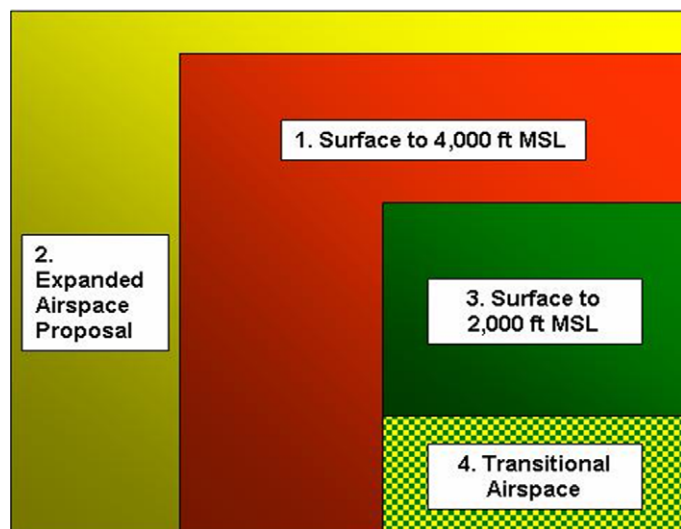 1. Surface to 4,000 ft MSL
2.
Expanded
Airspace
Proposal
3. Surface to
2,000 ft MSL
4. Transitional
Airspace